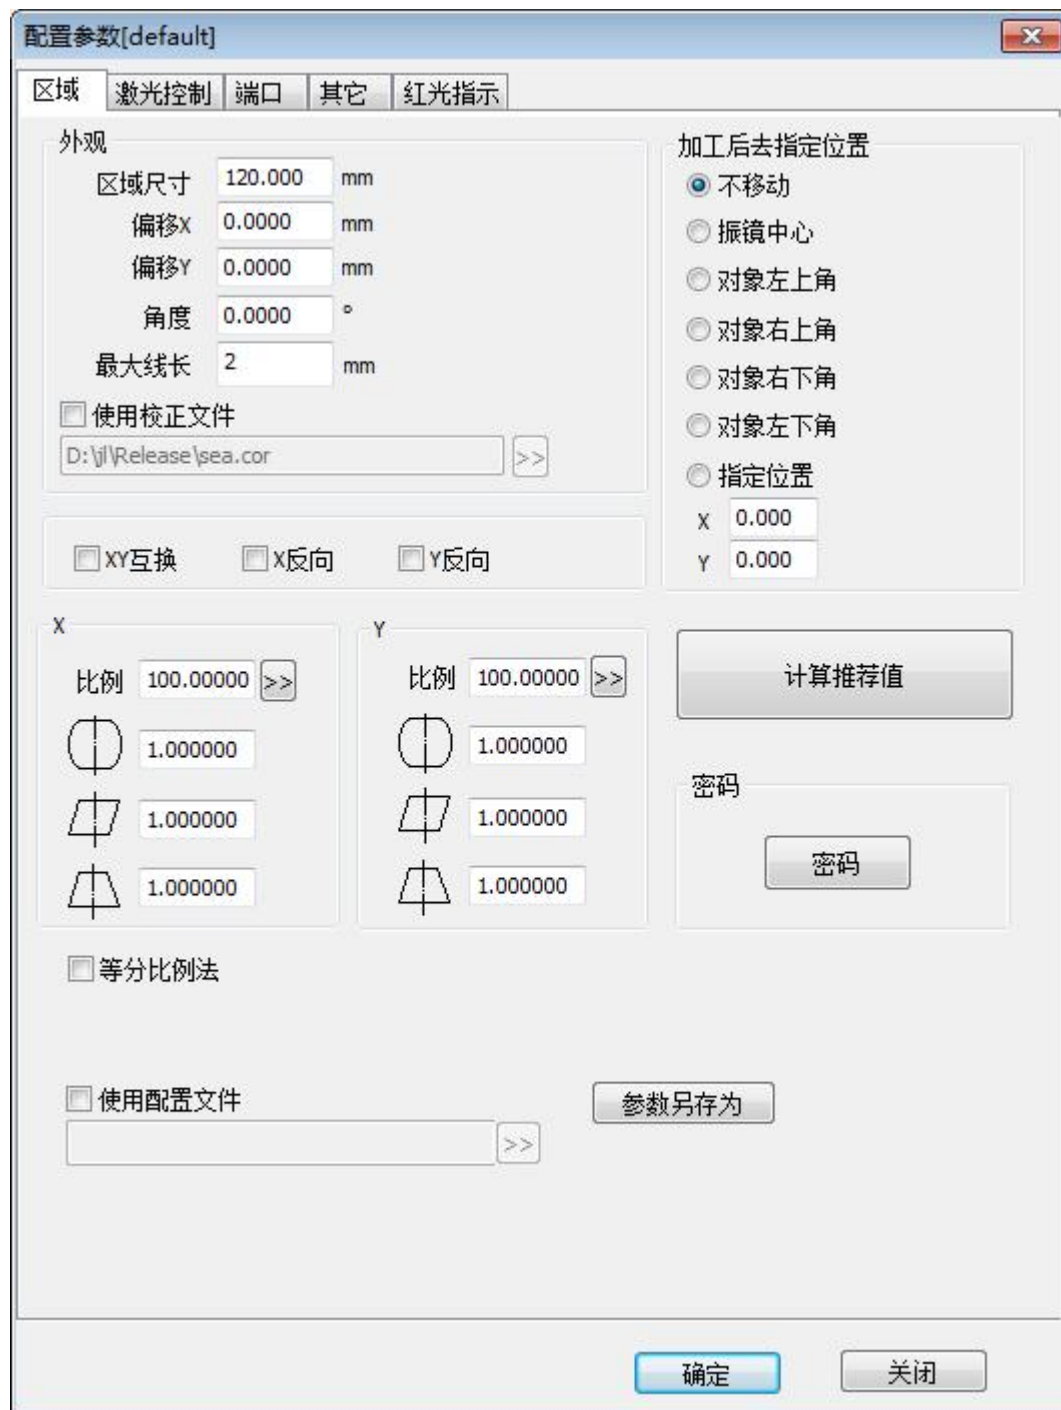 配置参数[default]
区域 激光控制 端口 其它 红光指示
外观
区域尺寸 120.000 mm
偏移X 0.0000 mm
偏移Y 0.0000 mm
角度 0.0000 °
最大线长 2 mm
使用校正文件
D:\jl\Release\sea.cor >>
加工后去指定位置
不移动
振镜中心
对象左上角
对象右上角
对象右下角
对象左下角
指定位置
X 0.000
Y 0.000
XY互换 X反向 Y反向
X
比例 100.00000 >>
1.000000
1.000000
1.000000
Y
比例 100.00000 >>
1.000000
1.000000
1.000000
计算推荐值
密码
密码
等分比例法
使用配置文件
>>
参数另存为
确定 关闭